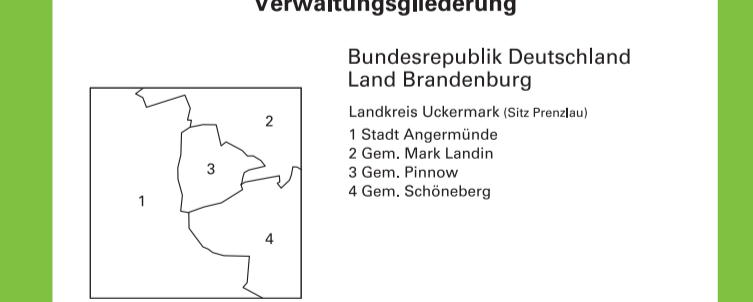 Verwaltungsgliederung
Bundesrepublik Deutschland
Land Brandenburg
Landkreis Uckermark (Sitz Prenzlau)
1 Stadt Angermünde
2 Gem. Mark Landin
3 Gem. Pinnow
4 Gem. Schöneberg
2
3
1
4